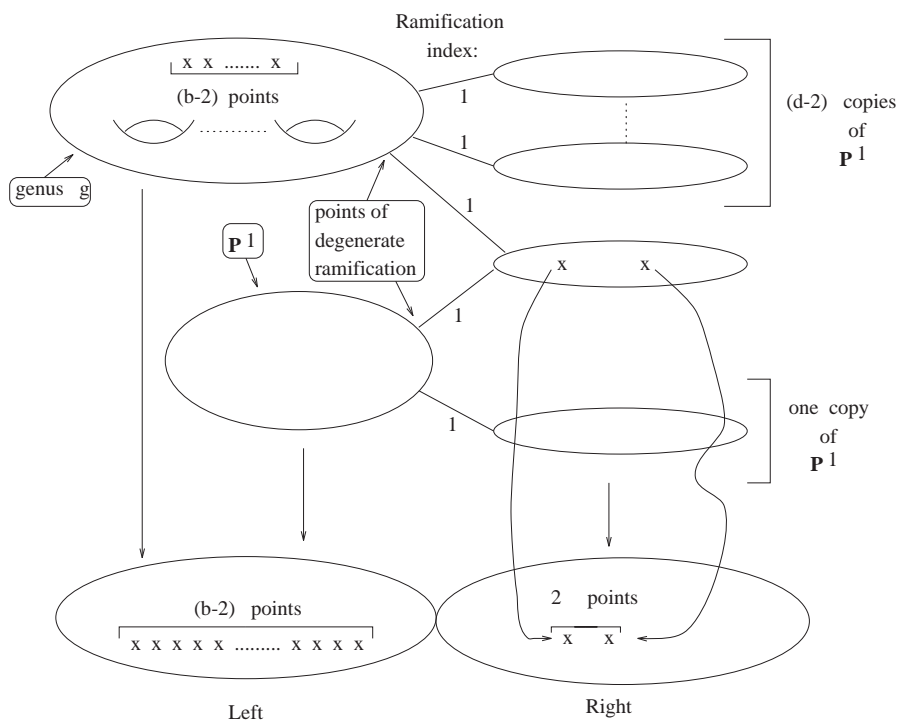 Ramification
index:
x x ....... x
(b-2) points
1
(d-2) copies
of
P 1
1
genus g
points of
degenerate
ramification
1
P 1
x x
1
one copy
of
P 1
1
(b-2) points
x x x x x ......... x x x x
2 points
x x
Left
Right